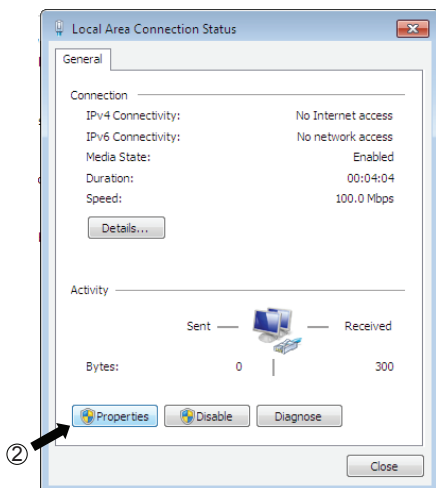 Local Area Connection Status
General
Connection
IPv4 Connectivity: No Internet access
IPv6 Connectivity: No network access
Media State: Enabled
Duration: 00:04:04
Speed: 100.0 Mbps
Details...
Activity
Sent Received
Bytes: 0 300
Properties Disable Diagnose
②
Close